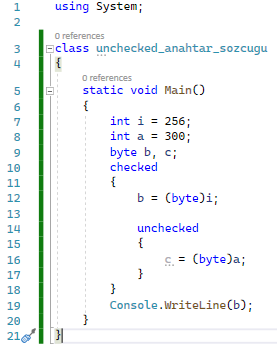 1 using System;
2
0 references
3 class unchecked_anahtar_sozcugu
4 {
0 references
5 static void Main()
6 {
7 int i = 256;
8 int a = 300;
9 byte b, c;
10 checked
11 {
12 b = (byte)i;
13
14 unchecked
15 {
16 c = (byte)a;
17 }
18 }
19 Console.WriteLine(b);
20 }
21 }